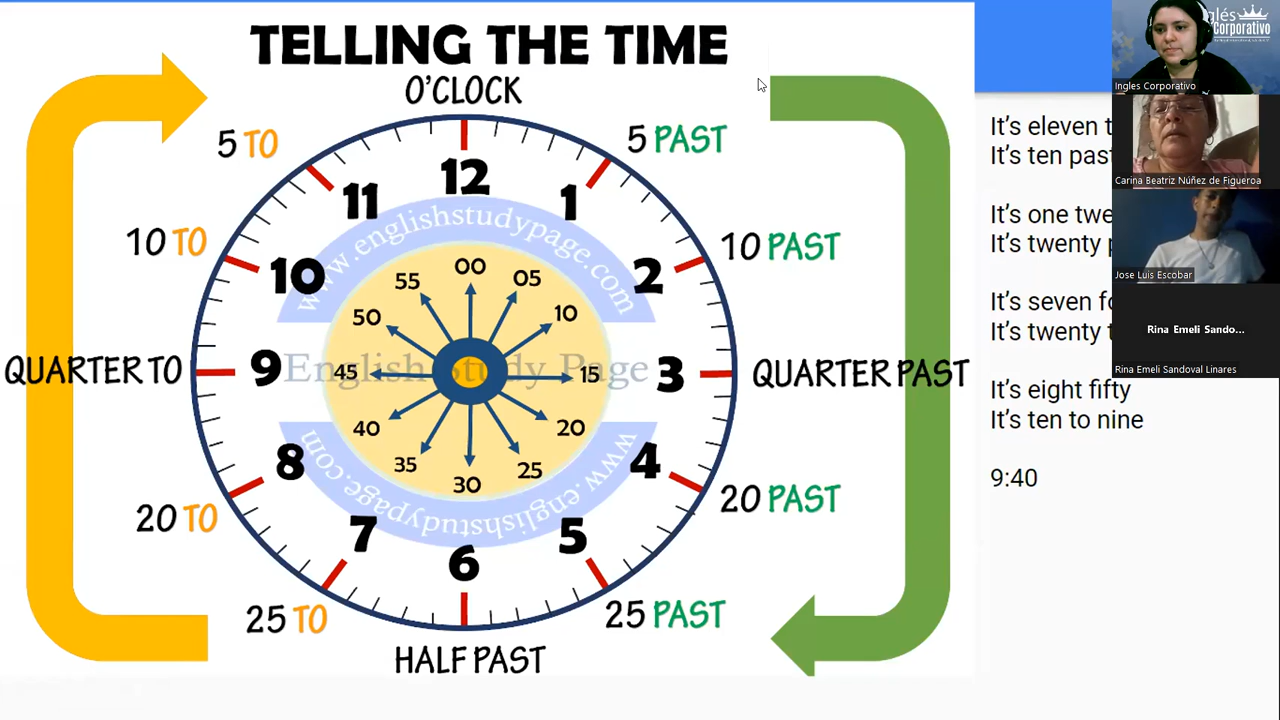 TELLING THE TIME
O'CLOCK
5 TO
5 PAST
10 TO
10 PAST
QUARTER TO
QUARTER PAST
20 TO
20 PAST
25 TO
25 PAST
HALF PAST
12
1
2
3
4
5
6
7
8
9
10
11
00
05
10
15
20
25
30
35
40
45
50
55
www.englishstudypage.com
English Study Page
www.englishstudypage.com
It's eleven
It's ten past
It's one
It's twenty
It's seven
It's twenty
It's eight fifty
It's ten to nine
9:40
Ingles Corporativo
Carina Beatriz Núñez de Figueroa
Jose Luis Escobar
Rina Emeli Sando...
Rina Emeli Sandoval Linares